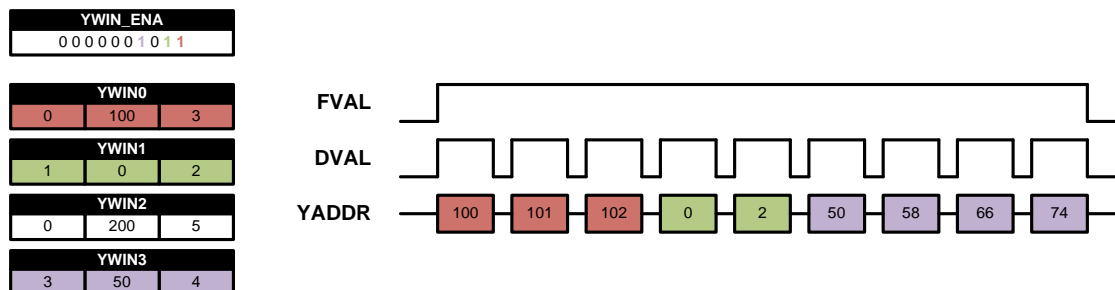 YWIN_ENA
0 0 0 0 0 0 1 0 1 1
YWIN0
0 100 3
YWIN1
1 0 2
YWIN2
0 200 5
YWIN3
3 50 4
FVAL
DVAL
YADDR 100 101 102 0 2 50 58 66 74